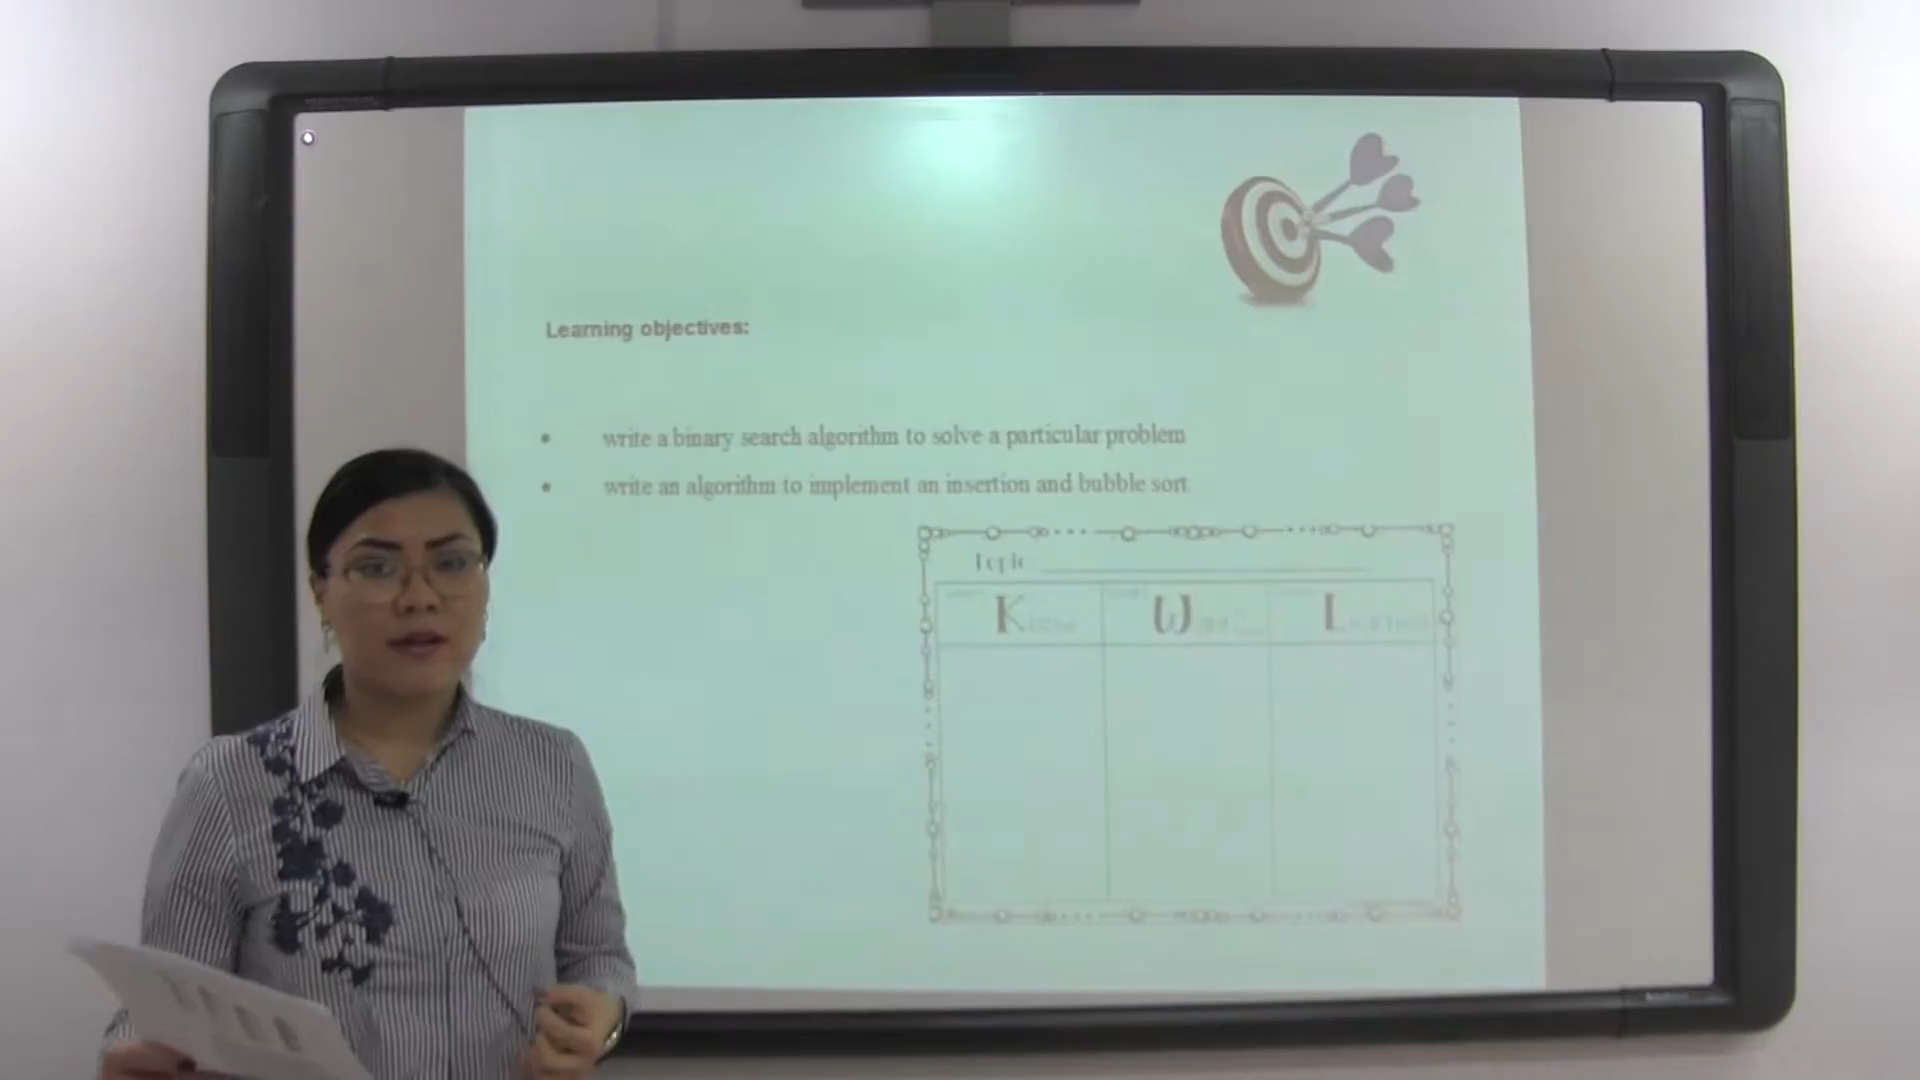 Learning objectives:
• write a binary search algorithm to solve a particular problem
• write an algorithm to implement an insertion and bubble sort
Topic
K W L